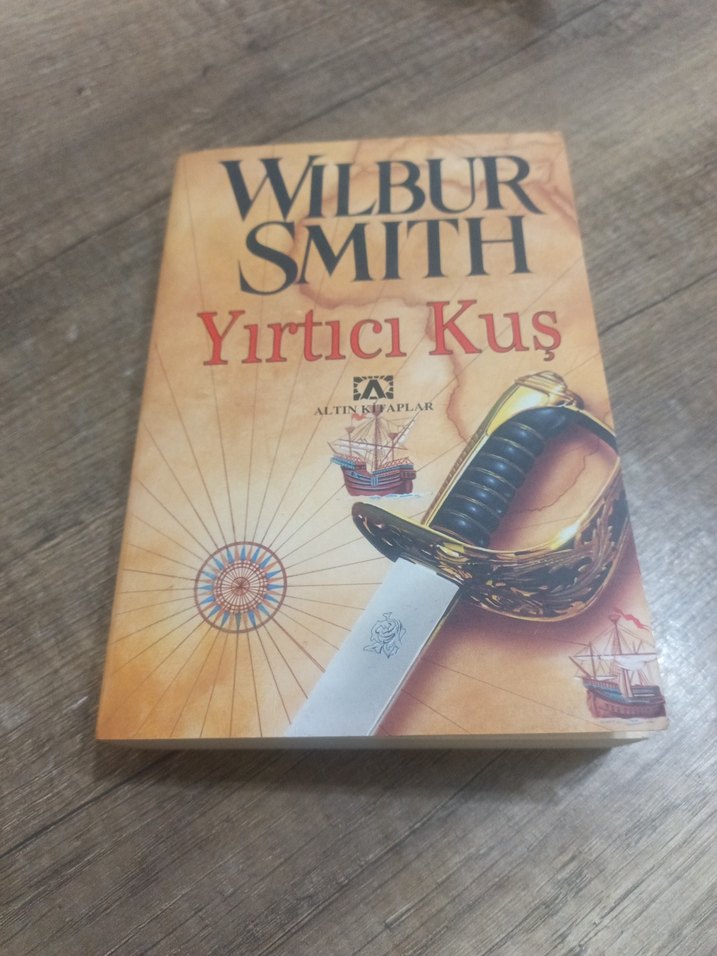 WILBUR
SMITH
Yırtıcı Kuş
ALTIN KİTAPLAR